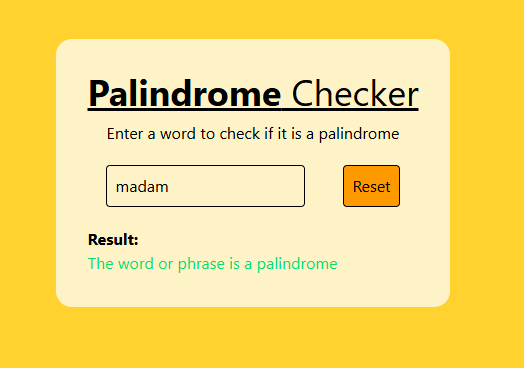 Palindrome Checker
Enter a word to check if it is a palindrome
madam
Reset
Result:
The word or phrase is a palindrome